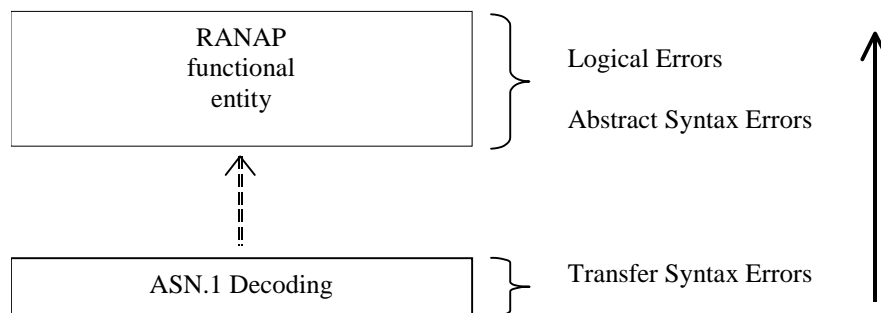 RANAP
functional
entity
Logical Errors
Abstract Syntax Errors
ASN.1 Decoding
Transfer Syntax Errors